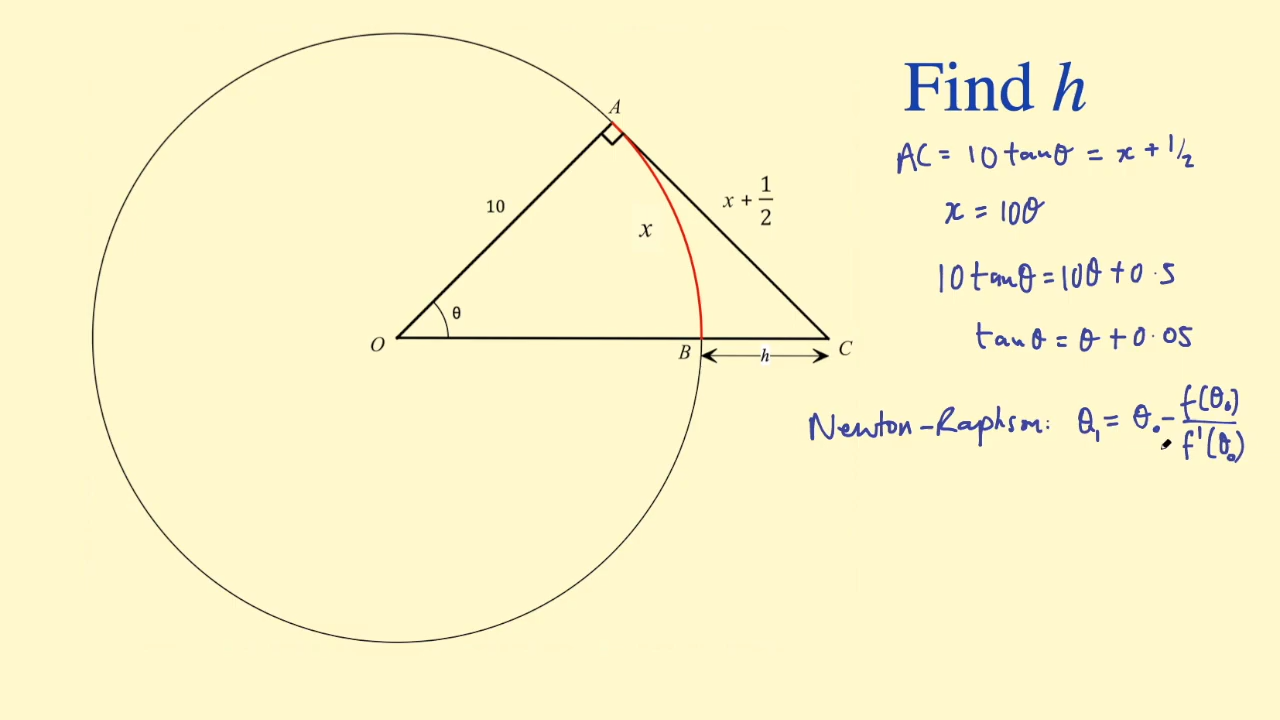 Find h
AC = 10 tanθ = x + 1/2
x = 10θ
10 tanθ = 10θ + 0.5
tanθ = θ + 0.05
Newton-Raphson: θ₁ = θ₀ - f(θ₀)/f'(θ₀)
A
10
x + 1/2
x
θ
O
B
h
C